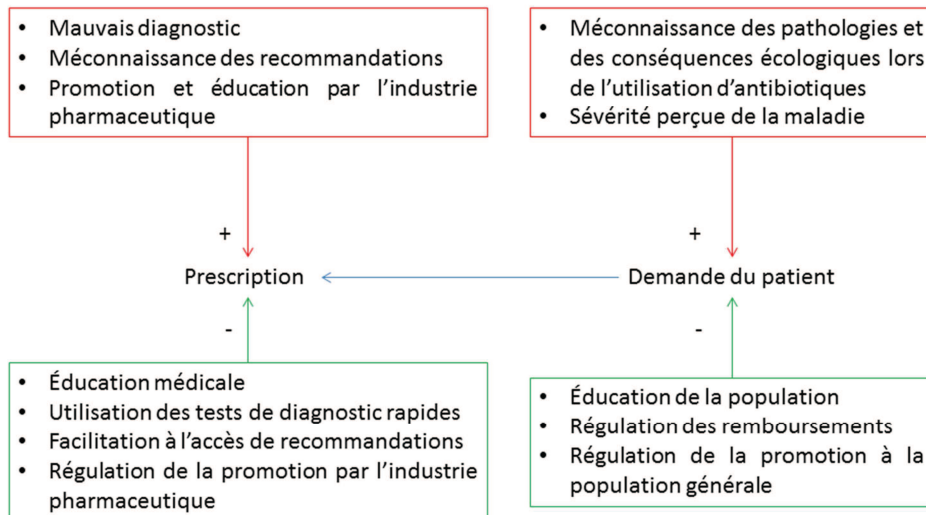 • Mauvais diagnostic
• Méconnaissance des recommandations
• Promotion et éducation par l’industrie
pharmaceutique
• Méconnaissance des pathologies et
des conséquences écologiques lors
de l’utilisation d’antibiotiques
• Sévérité perçue de la maladie
+
+
Prescription
Demande du patient
-
-
• Éducation médicale
• Utilisation des tests de diagnostic rapides
• Facilitation à l’accès de recommandations
• Régulation de la promotion par l’industrie
pharmaceutique
• Éducation de la population
• Régulation des remboursements
• Régulation de la promotion à la
population générale